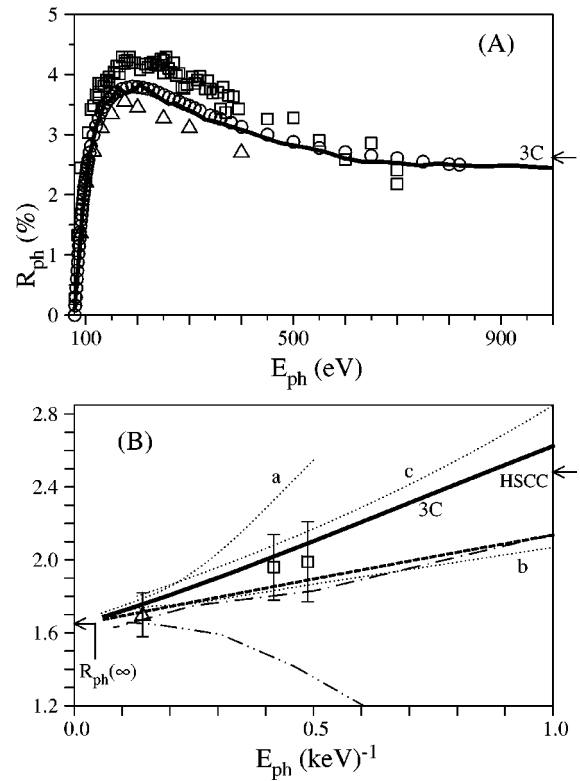 5
(A)
4
3
3C
2
1
0
R_ph (%)
100
500
900
E_ph (eV)
2.8
(B)
a
c
2.4
HSCC
3C
2.0
b
1.6
R_ph(∞)
1.2
0.0
0.5
1.0
E_ph (keV)^-1